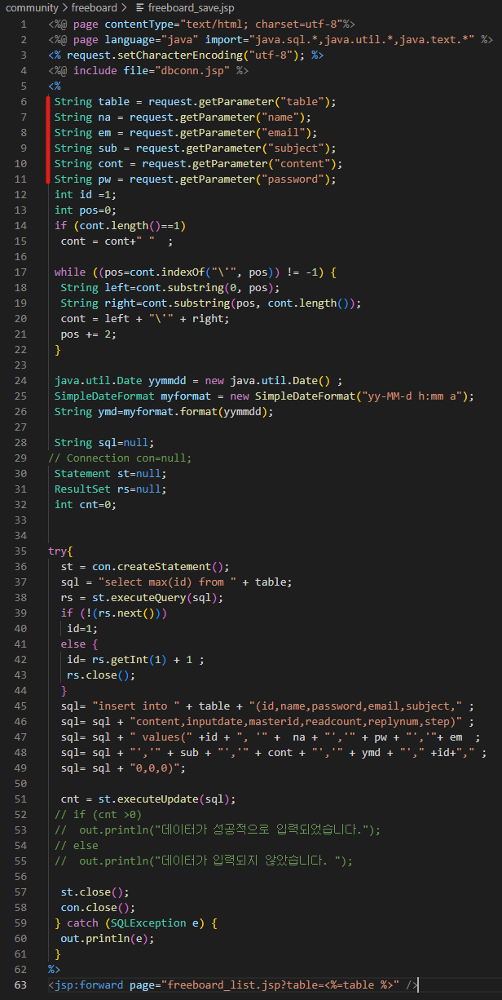 community > freeboard > freeboard_save.jsp
1 <%@ page contentType="text/html; charset=utf-8"%>
2 <%@ page language="java" import="java.sql.*,java.util.*,java.text.*" %>
3 <% request.setCharacterEncoding("utf-8"); %>
4 <%@ include file="dbconn.jsp" %>
5 <%
6 String table = request.getParameter("table");
7 String na = request.getParameter("name");
8 String em = request.getParameter("email");
9 String sub = request.getParameter("subject");
10 String cont = request.getParameter("content");
11 String pw = request.getParameter("password");
12 int id =1;
13 int pos=0;
14 if (cont.length()==1)
15 cont = cont+" "  ;
16
17 while ((pos=cont.indexOf("\'", pos)) != -1) {
18 String left=cont.substring(0, pos);
19 String right=cont.substring(pos, cont.length());
20 cont = left + "\'" + right;
21 pos += 2;
22 }
23
24 java.util.Date yymmdd = new java.util.Date() ;
25 SimpleDateFormat myformat = new SimpleDateFormat("yy-MM-d h:mm a");
26 String ymd=myformat.format(yymmdd);
27
28 String sql=null;
29 // Connection con=null;
30 Statement st=null;
31 ResultSet rs=null;
32 int cnt=0;
33
34
35 try{
36 st = con.createStatement();
37 sql = "select max(id) from " + table;
38 rs = st.executeQuery(sql);
39 if (!(rs.next()))
40 id=1;
41 else {
42 id= rs.getInt(1) + 1 ;
43 rs.close();
44 }
45 sql= "insert into " + table + "(id,name,password,email,subject," ;
46 sql= sql + "content,inputdate,masterid,readcount,replynum,step)" ;
47 sql= sql + " values(" +id + ", '" +  na + "','" + pw + "','"+ em  ;
48 sql= sql + "','" + sub + "','" + cont + "','" + ymd + "'," +id+"," ;
49 sql= sql + "0,0,0)";
50
51 cnt = st.executeUpdate(sql);
52 // if (cnt >0)
53 //  out.println("데이터가 성공적으로 입력되었습니다.");
54 // else
55 //  out.println("데이터가 입력되지 않았습니다. ");
56
57 st.close();
58 con.close();
59 } catch (SQLException e) {
60 out.println(e);
61 }
62 %>
63 <jsp:forward page="freeboard_list.jsp?table=<%=table %>" />